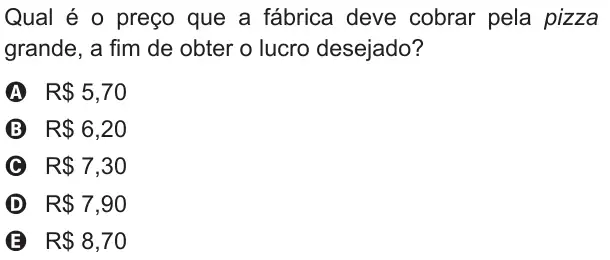 Qual é o preço que a fábrica deve cobrar pela pizza
grande, a fim de obter o lucro desejado?
A R$ 5,70
B R$ 6,20
C R$ 7,30
D R$ 7,90
E R$ 8,70